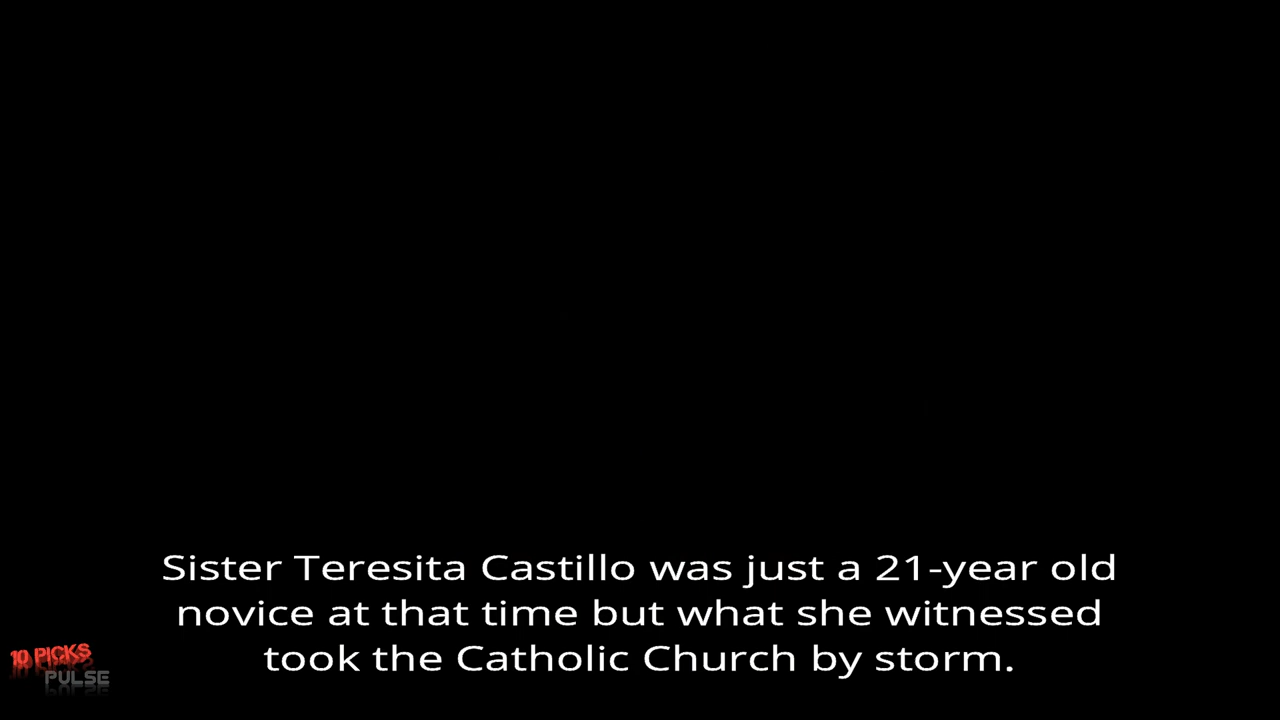 Sister Teresita Castillo was just a 21-year old
novice at that time but what she witnessed
took the Catholic Church by storm.
10 PICKS
PULSE